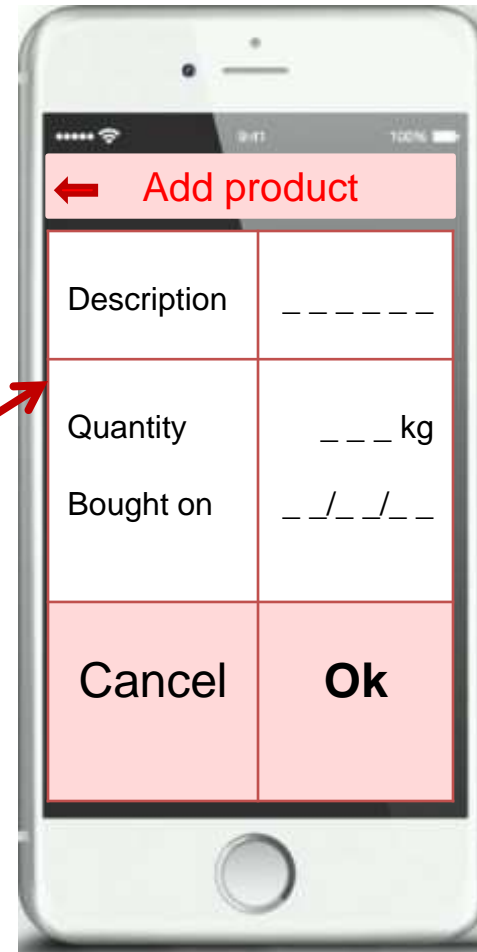 9:41 100%
Add product
Description _ _ _ _ _ _
Quantity _ _ _ kg
Bought on _ _/_ _/_ _
Cancel Ok